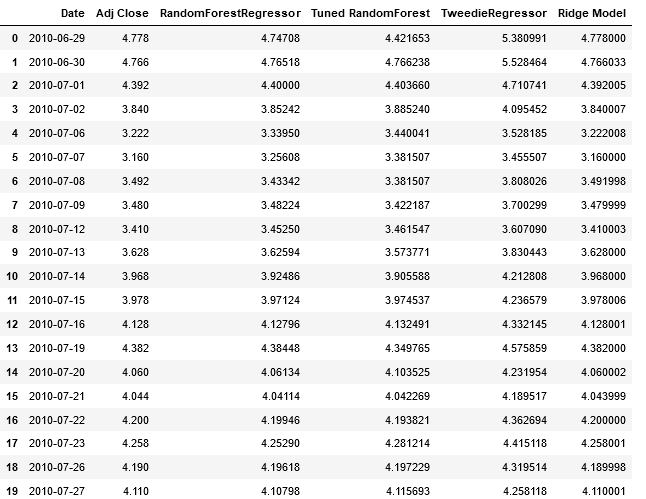 Date Adj Close RandomForestRegressor Tuned RandomForest TweedieRegressor Ridge Model
0 2010-06-29 4.778 4.74708 4.421653 5.380991 4.778000
1 2010-06-30 4.766 4.76518 4.766238 5.528464 4.766033
2 2010-07-01 4.392 4.40000 4.403660 4.710741 4.392005
3 2010-07-02 3.840 3.85242 3.885240 4.095452 3.840007
4 2010-07-06 3.222 3.33950 3.440041 3.528185 3.222008
5 2010-07-07 3.160 3.25608 3.381507 3.455507 3.160000
6 2010-07-08 3.492 3.43342 3.381507 3.808026 3.491998
7 2010-07-09 3.480 3.48224 3.422187 3.700299 3.479999
8 2010-07-12 3.410 3.45250 3.461547 3.607090 3.410003
9 2010-07-13 3.628 3.62594 3.573771 3.830443 3.628000
10 2010-07-14 3.968 3.92486 3.905588 4.212808 3.968000
11 2010-07-15 3.978 3.97124 3.974537 4.236579 3.978006
12 2010-07-16 4.128 4.12796 4.132491 4.332145 4.128001
13 2010-07-19 4.382 4.38448 4.349765 4.575859 4.382000
14 2010-07-20 4.060 4.06134 4.103525 4.231954 4.060002
15 2010-07-21 4.044 4.04114 4.042269 4.189517 4.043999
16 2010-07-22 4.200 4.19946 4.193821 4.362694 4.200000
17 2010-07-23 4.258 4.25290 4.281214 4.415118 4.258001
18 2010-07-26 4.190 4.19618 4.197229 4.319514 4.189998
19 2010-07-27 4.110 4.10798 4.115693 4.258118 4.110001